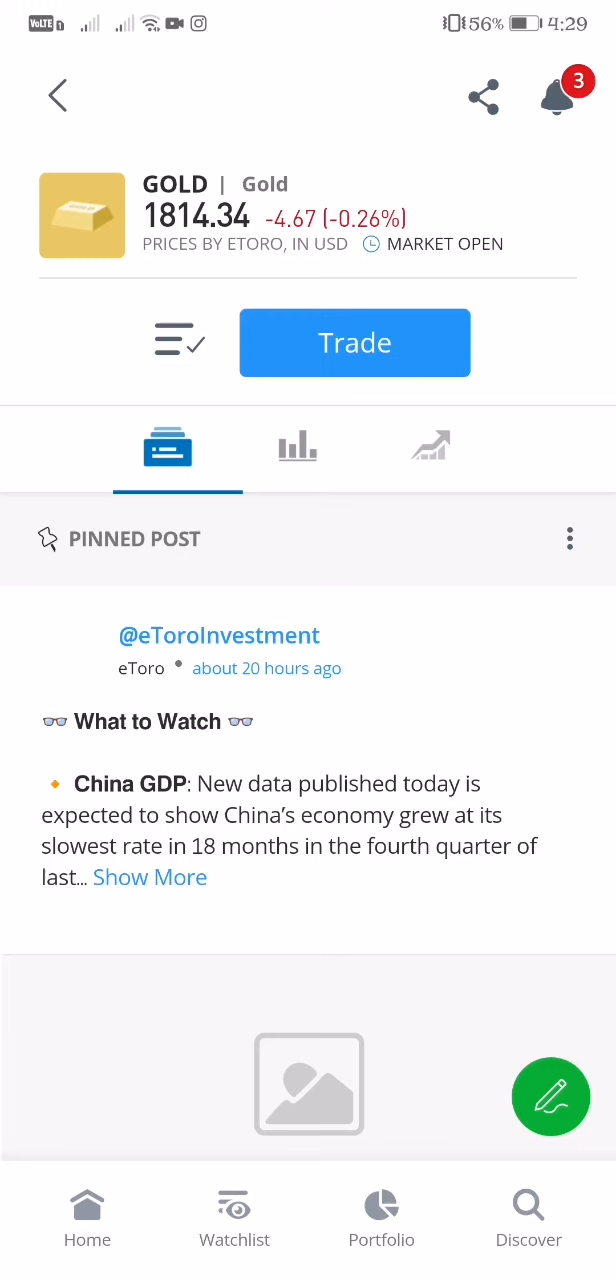 VoLTE 1 56% 4:29
3
GOLD | Gold
1814.34 -4.67 (-0.26%)
PRICES BY ETORO, IN USD MARKET OPEN
Trade
PINNED POST
@eToroInvestment
eToro • about 20 hours ago
👓 What to Watch 👓
🔸 China GDP: New data published today is
expected to show China’s economy grew at its
slowest rate in 18 months in the fourth quarter of
last... Show More
Home Watchlist Portfolio Discover